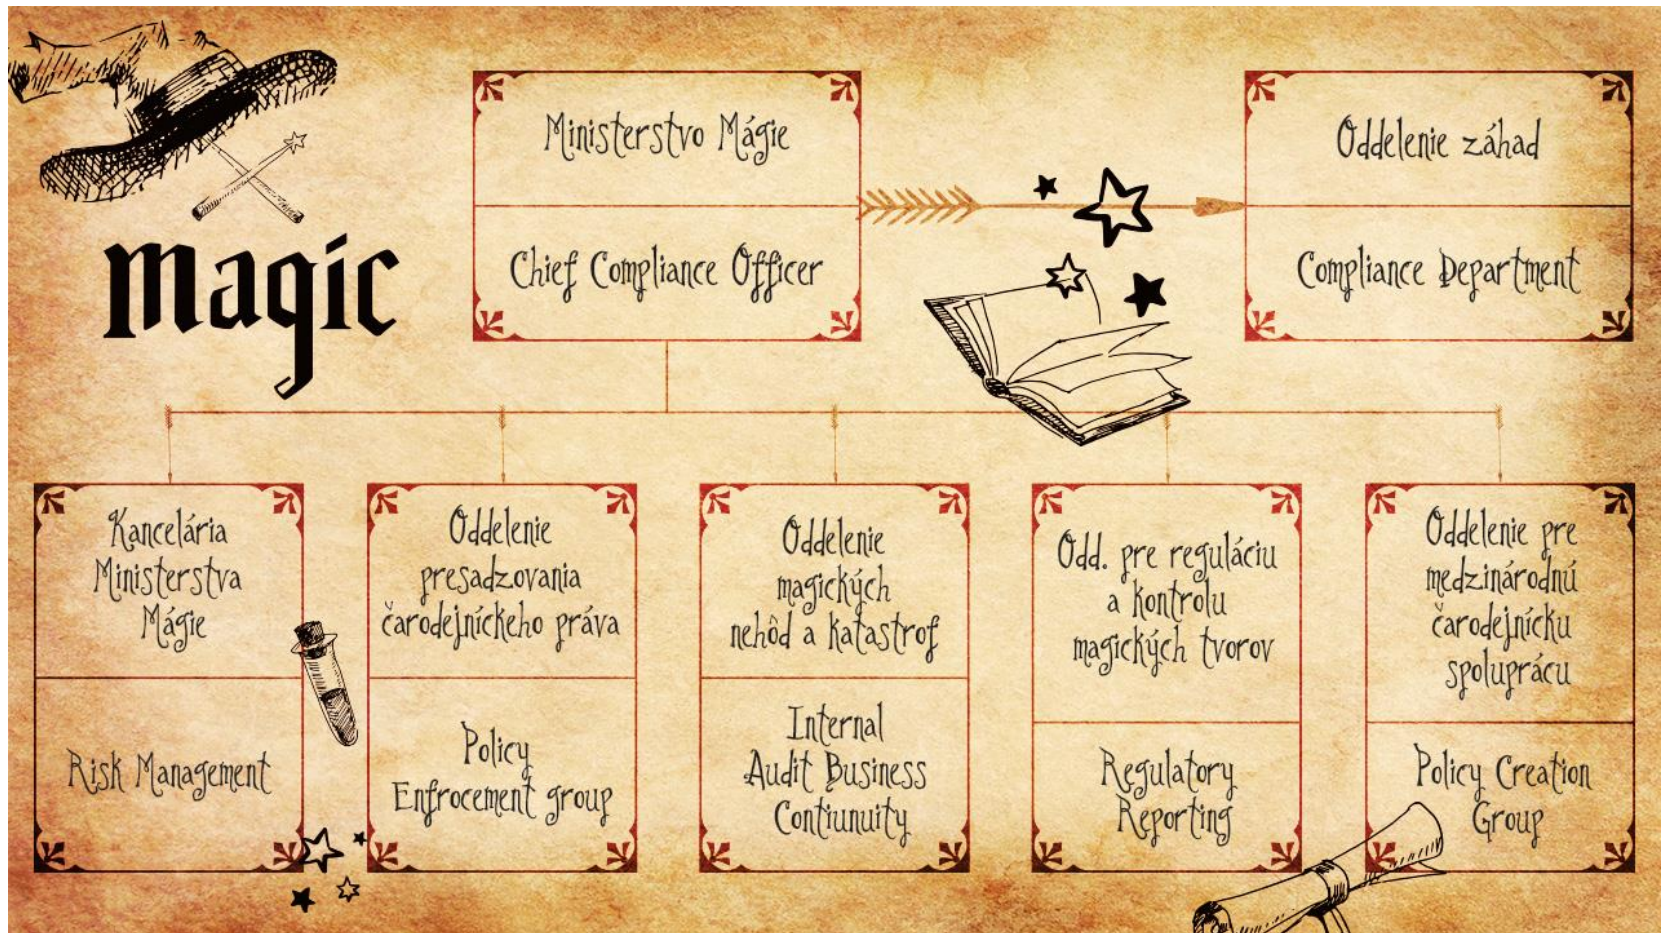 magic
Ministerstvo Mágie
Chief Compliance Officer
Oddelenie záhad
Compliance Department
Kancelária
Ministerstva
Mágie
Risk Management
Oddelenie
presadzovania
čarodejníckeho práva
Policy
Enfrocement group
Oddelenie
magických
nehôd a katastrof
Internal
Audit Business
Contiunuity
Odd. pre reguláciu
a kontrolu
magických tvorov
Regulatory
Reporting
Oddelenie pre
medzinárodnú
čarodejnícku
spoluprácu
Policy Creation
Group